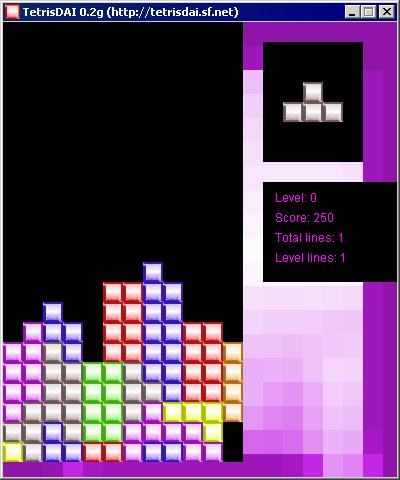 TetrisDAI 0.2g (http://tetrisdai.sf.net)
Level: 0
Score: 250
Total lines: 1
Level lines: 1